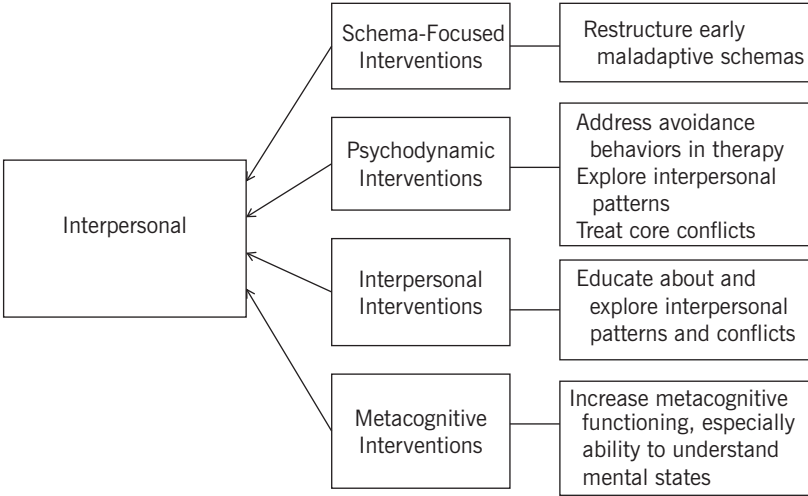 Interpersonal
Schema-Focused
Interventions
Restructure early
maladaptive schemas
Psychodynamic
Interventions
Address avoidance
behaviors in therapy
Explore interpersonal
patterns
Treat core conflicts
Interpersonal
Interventions
Educate about and
explore interpersonal
patterns and conflicts
Metacognitive
Interventions
Increase metacognitive
functioning, especially
ability to understand
mental states